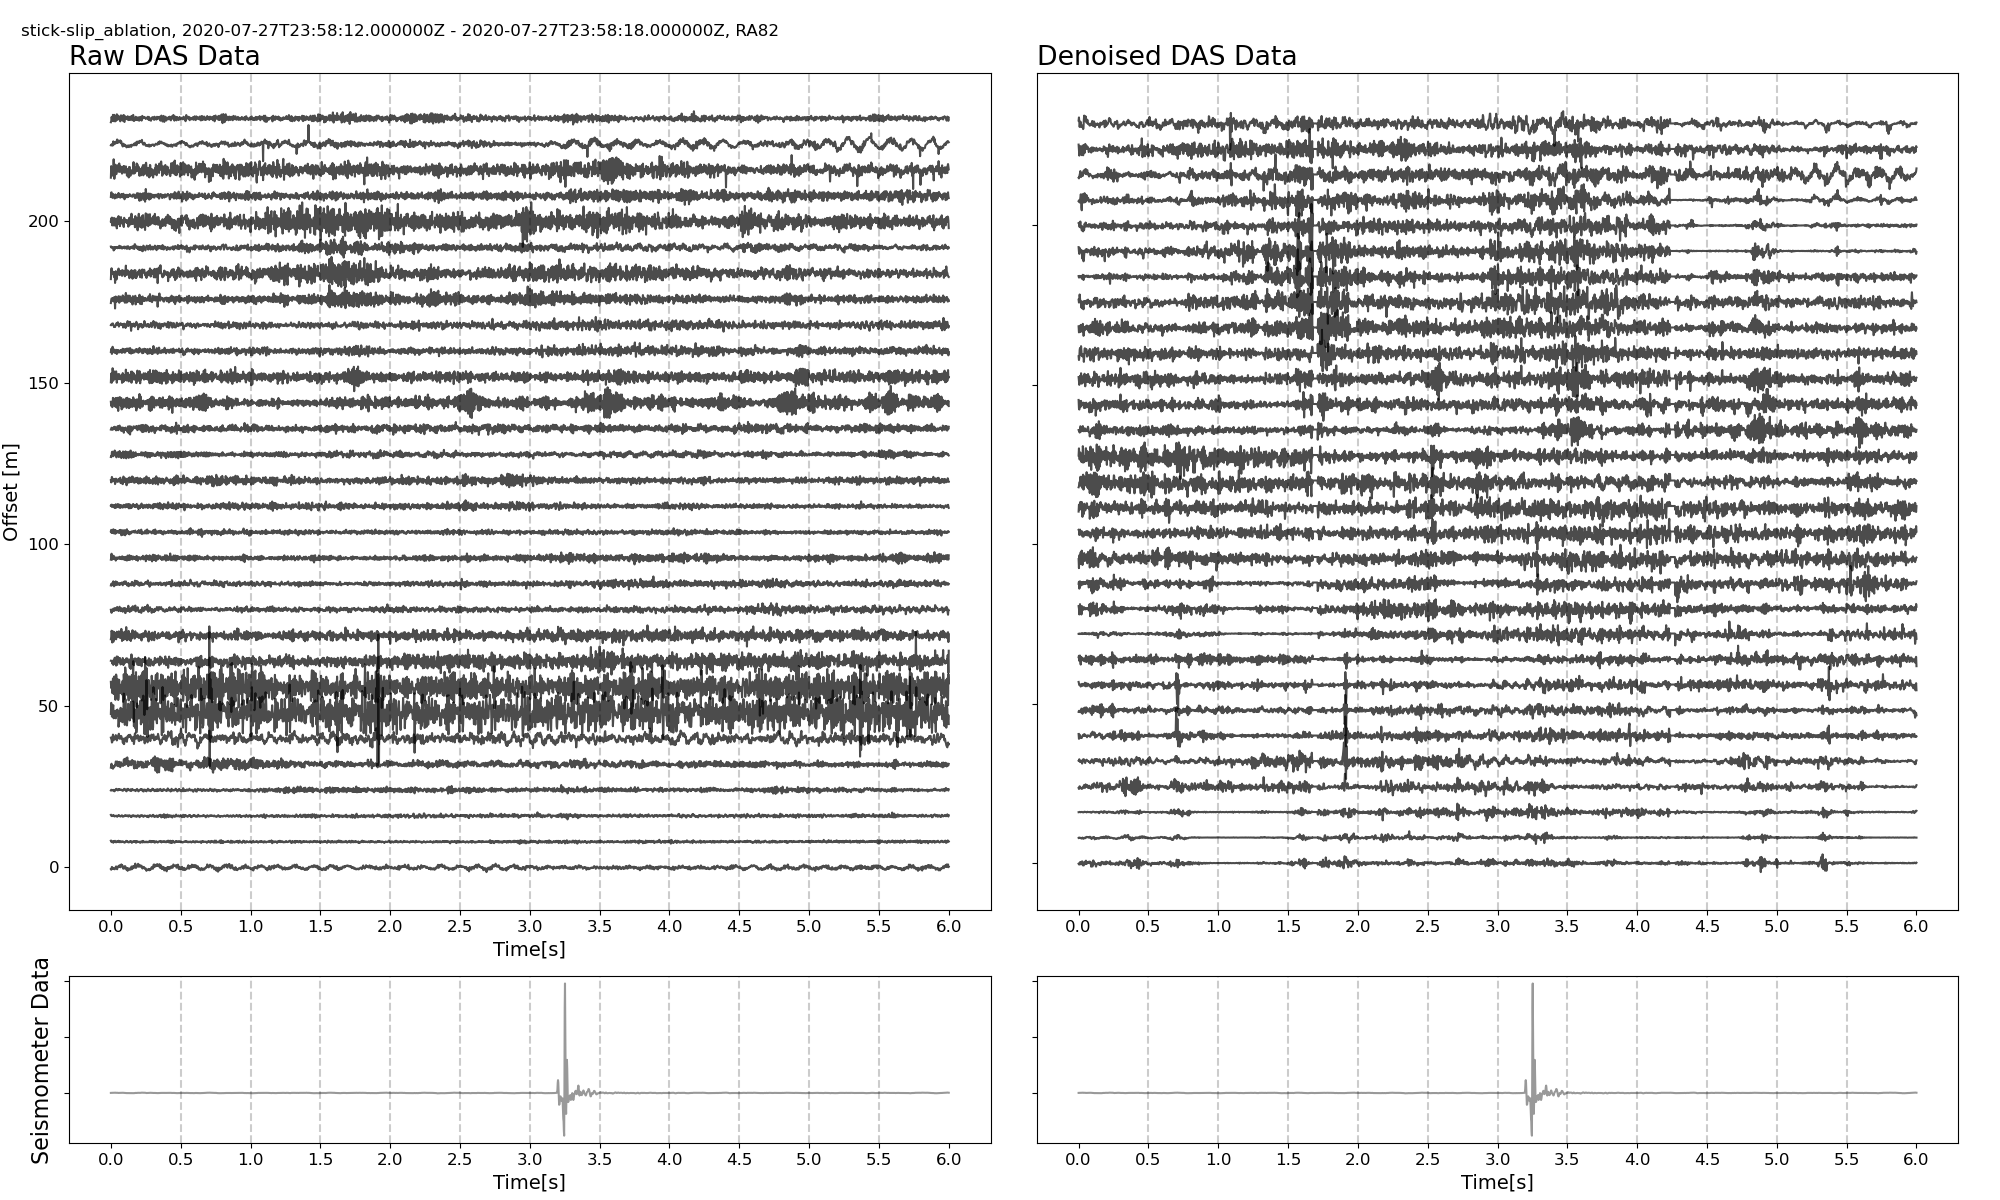 stick-slip_ablation, 2020-07-27T23:58:12.000000Z - 2020-07-27T23:58:18.000000Z, RA82
Raw DAS Data
Denoised DAS Data
Offset [m]
200
150
100
50
0
0.0 0.5 1.0 1.5 2.0 2.5 3.0 3.5 4.0 4.5 5.0 5.5 6.0
Time[s]
0.0 0.5 1.0 1.5 2.0 2.5 3.0 3.5 4.0 4.5 5.0 5.5 6.0
Seismometer Data
0.0 0.5 1.0 1.5 2.0 2.5 3.0 3.5 4.0 4.5 5.0 5.5 6.0
Time[s]
0.0 0.5 1.0 1.5 2.0 2.5 3.0 3.5 4.0 4.5 5.0 5.5 6.0
Time[s]